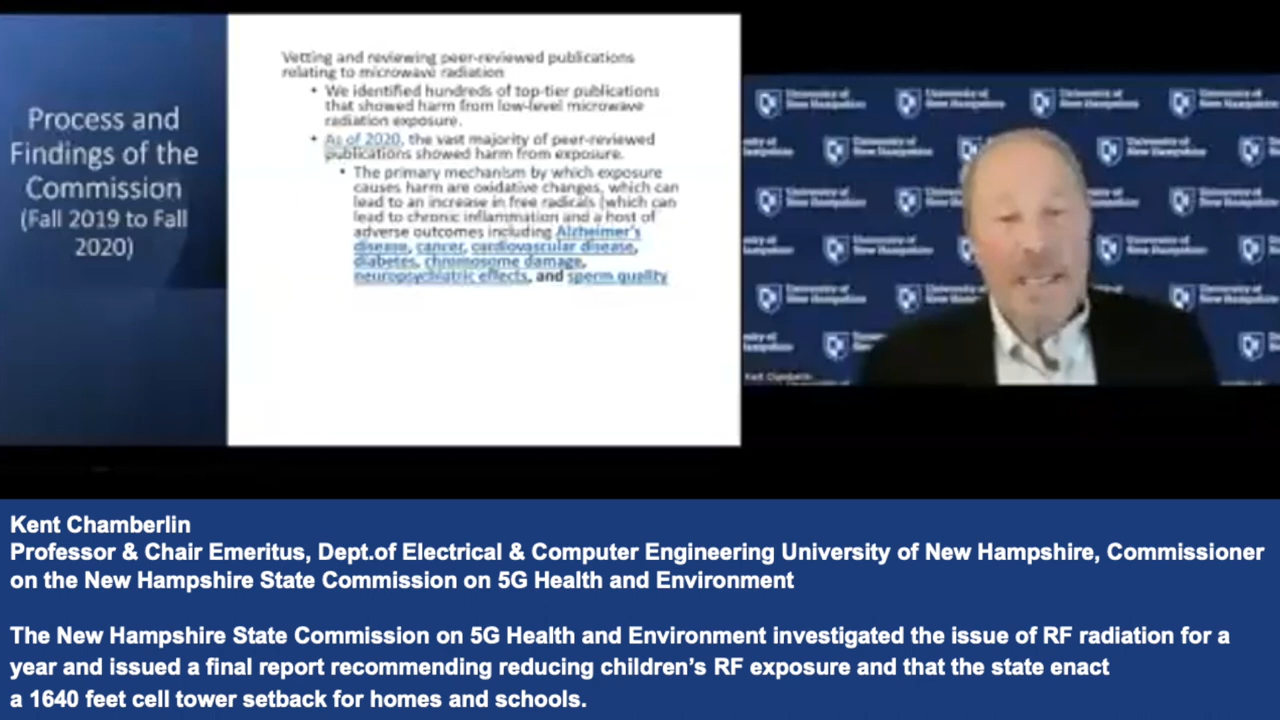 Process and
Findings of the
Commission
(Fall 2019 to Fall
2020)
Vetting and reviewing peer-reviewed publications
relating to microwave radiation
• We identified hundreds of top-tier publications
that showed harm from low-level microwave
radiation exposure.
• As of 2020, the vast majority of peer-reviewed
publications showed harm from exposure.
• The primary mechanism by which exposure
causes harm are oxidative changes, which can
lead to an increase in free radicals (which can
lead to chronic inflammation and a host of
adverse outcomes including Alzheimer's
disease, cancer, cardiovascular disease,
diabetes, chromosome damage,
neuropsychiatric effects, and sperm quality
University of
New Hampshire
Kent Chamberlin
Kent Chamberlin
Professor & Chair Emeritus, Dept.of Electrical & Computer Engineering University of New Hampshire, Commissioner
on the New Hampshire State Commission on 5G Health and Environment
The New Hampshire State Commission on 5G Health and Environment investigated the issue of RF radiation for a
year and issued a final report recommending reducing children’s RF exposure and that the state enact
a 1640 feet cell tower setback for homes and schools.